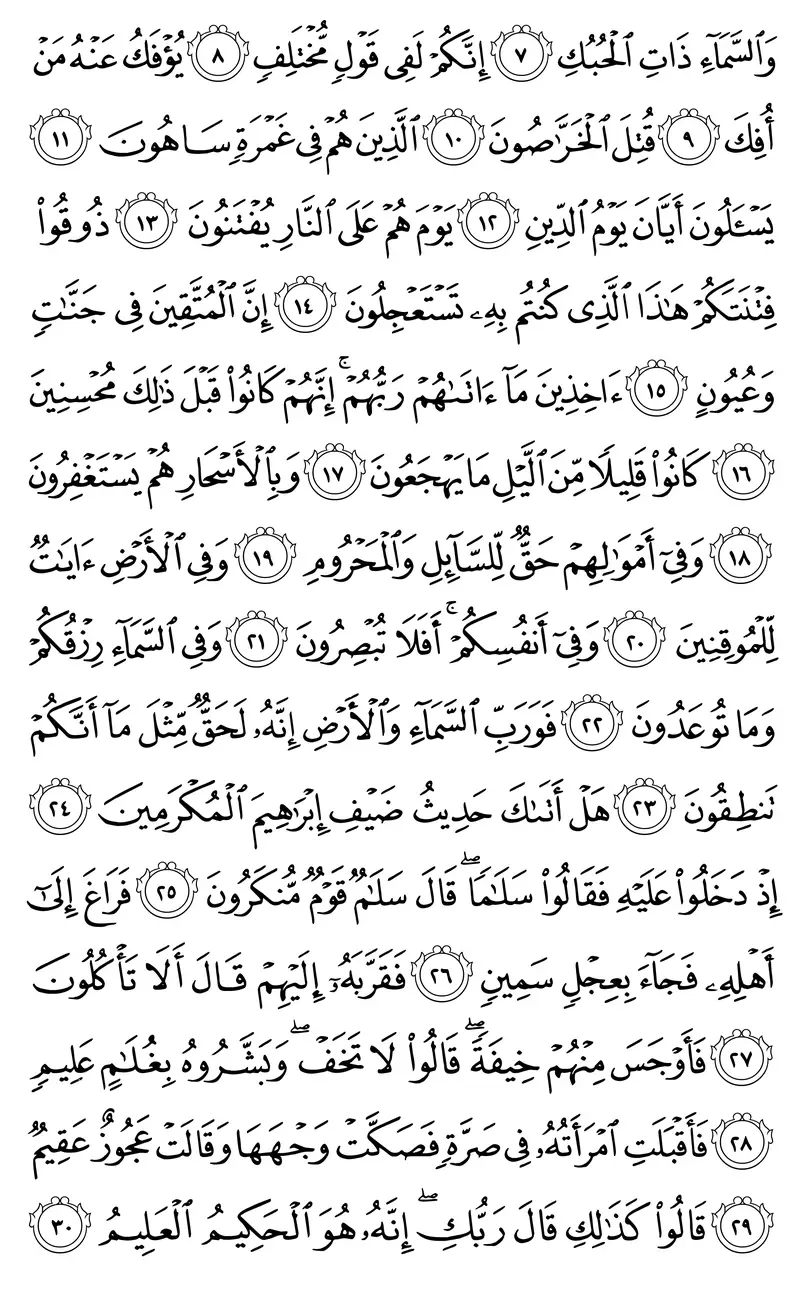 وَٱلسَّمَآءِ ذَاتِ ٱلْحُبُكِ ٧ إِنَّكُمْ لَفِى قَوْلٍ مُّخْتَلِفٍ ٨ يُؤْفَكُ عَنْهُ مَنْ
أُفِكَ ٩ قُتِلَ ٱلْخَرَّٰصُونَ ١٠ ٱلَّذِينَ هُمْ فِى غَمْرَةٍ سَاهُونَ ١١
يَسْـَٔلُونَ أَيَّانَ يَوْمُ ٱلدِّينِ ١٢ يَوْمَ هُمْ عَلَى ٱلنَّارِ يُفْتَنُونَ ١٣ ذُوقُوا۟
فِتْنَتَكُمْ هَٰذَا ٱلَّذِى كُنتُم بِهِۦ تَسْتَعْجِلُونَ ١٤ إِنَّ ٱلْمُتَّقِينَ فِى جَنَّٰتٍ
وَعُيُونٍ ١٥ ءَاخِذِينَ مَآ ءَاتَىٰهُمْ رَبُّهُمْ ۚ إِنَّهُمْ كَانُوا۟ قَبْلَ ذَٰلِكَ مُحْسِنِينَ
١٦ كَانُوا۟ قَلِيلًا مِّنَ ٱلَّيْلِ مَا يَهْجَعُونَ ١٧ وَبِٱلْأَسْحَارِ هُمْ يَسْتَغْفِرُونَ
١٨ وَفِىٓ أَمْوَٰلِهِمْ حَقٌّ لِّلسَّآئِلِ وَٱلْمَحْرُومِ ١٩ وَفِى ٱلْأَرْضِ ءَايَٰتٌ
لِّلْمُوقِنِينَ ٢٠ وَفِىٓ أَنفُسِكُمْ ۚ أَفَلَا تُبْصِرُونَ ٢١ وَفِى ٱلسَّمَآءِ رِزْقُكُمْ
وَمَا تُوعَدُونَ ٢٢ فَوَرَبِّ ٱلسَّمَآءِ وَٱلْأَرْضِ إِنَّهُۥ لَحَقٌّ مِّثْلَ مَآ أَنَّكُمْ
تَنطِقُونَ ٢٣ هَلْ أَتَىٰكَ حَدِيثُ ضَيْفِ إِبْرَٰهِيمَ ٱلْمُكْرَمِينَ ٢٤
إِذْ دَخَلُوا۟ عَلَيْهِ فَقَالُوا۟ سَلَٰمًا ۖ قَالَ سَلَٰمٌ قَوْمٌ مُّنكَرُونَ ٢٥ فَرَاغَ إِلَىٰٓ
أَهْلِهِۦ فَجَآءَ بِعِجْلٍ سَمِينٍ ٢٦ فَقَرَّبَهُۥٓ إِلَيْهِمْ قَالَ أَلَا تَأْكُلُونَ
٢٧ فَأَوْجَسَ مِنْهُمْ خِيفَةً ۖ قَالُوا۟ لَا تَخَفْ ۖ وَبَشَّرُوهُ بِغُلَٰمٍ عَلِيمٍ
٢٨ فَأَقْبَلَتِ ٱمْرَأَتُهُۥ فِى صَرَّةٍ فَصَكَّتْ وَجْهَهَا وَقَالَتْ عَجُوزٌ عَقِيمٌ
٢٩ قَالُوا۟ كَذَٰلِكِ قَالَ رَبُّكِ ۖ إِنَّهُۥ هُوَ ٱلْحَكِيمُ ٱلْعَلِيمُ ٣٠